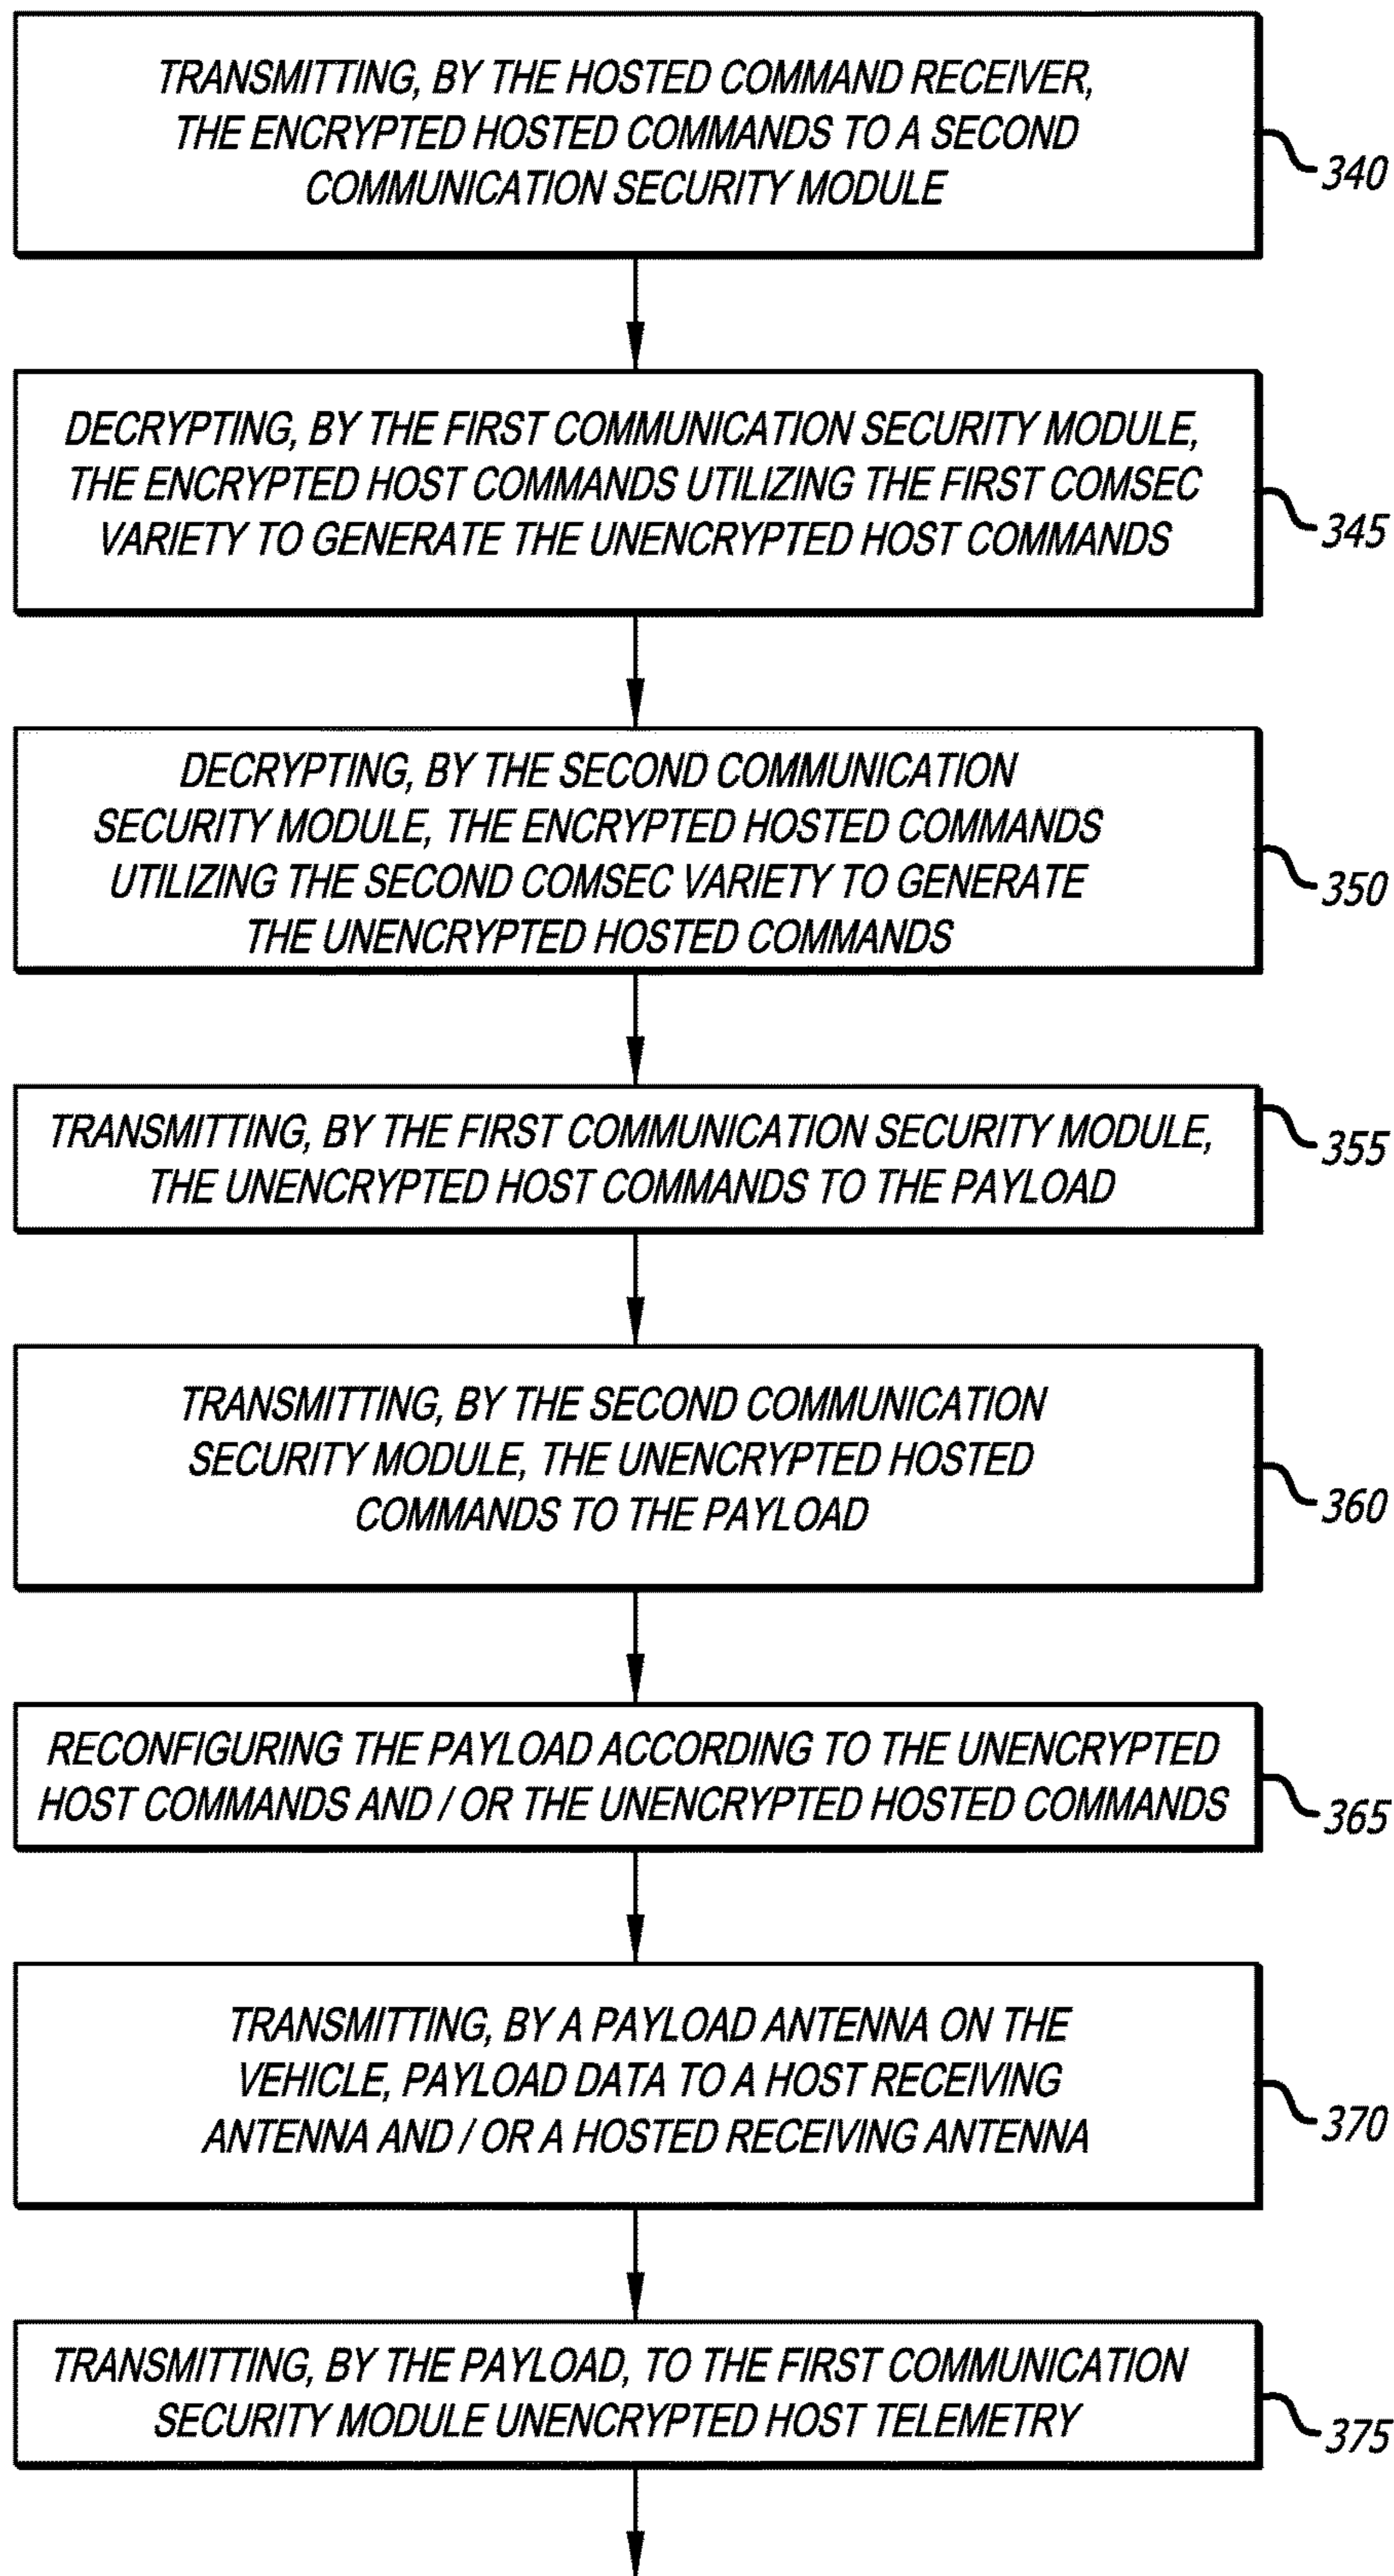 TRANSMITTING, BY THE HOSTED COMMAND RECEIVER,
THE ENCRYPTED HOSTED COMMANDS TO A SECOND
COMMUNICATION SECURITY MODULE
340
DECRYPTING, BY THE FIRST COMMUNICATION SECURITY MODULE,
THE ENCRYPTED HOST COMMANDS UTILIZING THE FIRST COMSEC
VARIETY TO GENERATE THE UNENCRYPTED HOST COMMANDS
345
DECRYPTING, BY THE SECOND COMMUNICATION
SECURITY MODULE, THE ENCRYPTED HOSTED COMMANDS
UTILIZING THE SECOND COMSEC VARIETY TO GENERATE
THE UNENCRYPTED HOSTED COMMANDS
350
TRANSMITTING, BY THE FIRST COMMUNICATION SECURITY MODULE,
THE UNENCRYPTED HOST COMMANDS TO THE PAYLOAD
355
TRANSMITTING, BY THE SECOND COMMUNICATION
SECURITY MODULE, THE UNENCRYPTED HOSTED
COMMANDS TO THE PAYLOAD
360
RECONFIGURING THE PAYLOAD ACCORDING TO THE UNENCRYPTED
HOST COMMANDS AND / OR THE UNENCRYPTED HOSTED COMMANDS
365
TRANSMITTING, BY A PAYLOAD ANTENNA ON THE
VEHICLE, PAYLOAD DATA TO A HOST RECEIVING
ANTENNA AND / OR A HOSTED RECEIVING ANTENNA
370
TRANSMITTING, BY THE PAYLOAD, TO THE FIRST COMMUNICATION
SECURITY MODULE UNENCRYPTED HOST TELEMETRY
375